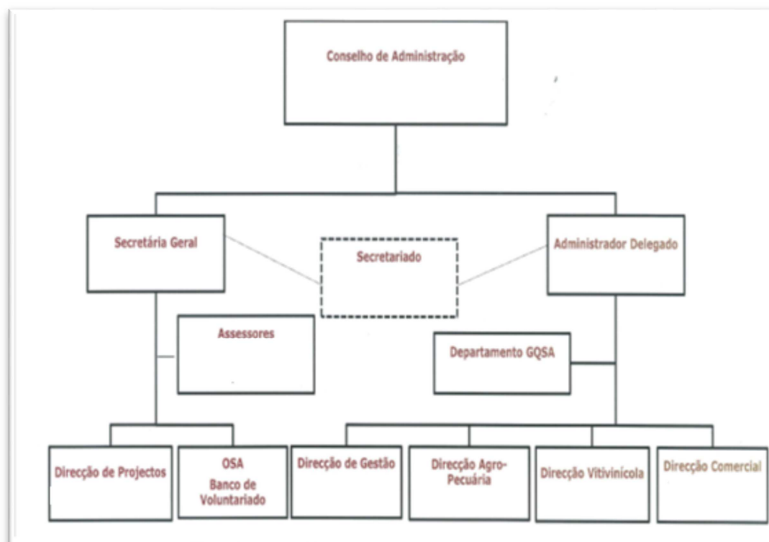 Conselho de Administração
Secretária Geral
Secretariado
Administrador Delegado
Assessores
Departamento GQSA
Direcção de Projectos
OSA
Banco de
Voluntariado
Direcção de Gestão
Direcção Agro-
Pecuária
Direcção Vitivinícola
Direcção Comercial